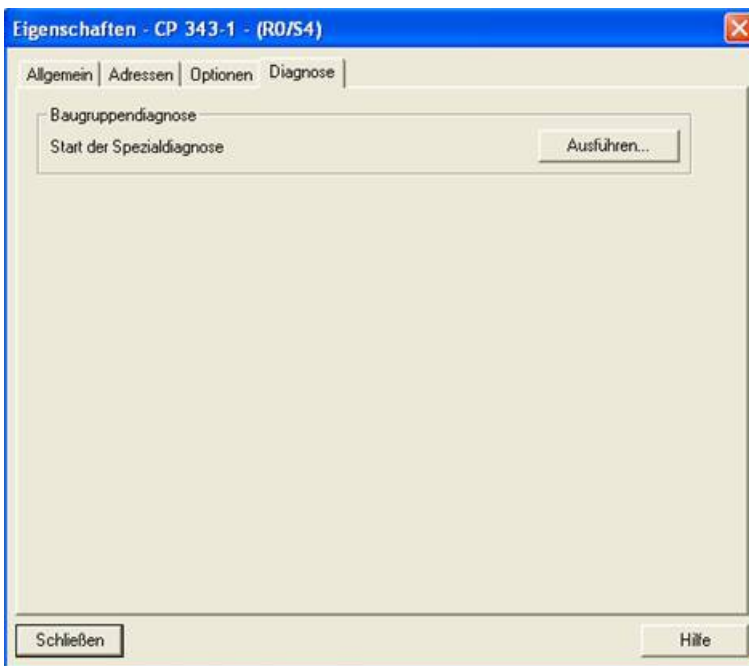 Eigenschaften - CP 343-1 - (R0/S4)
Allgemein Adressen Optionen Diagnose
Baugruppendiagnose
Start der Spezialdiagnose Ausführen...
Schließen Hilfe